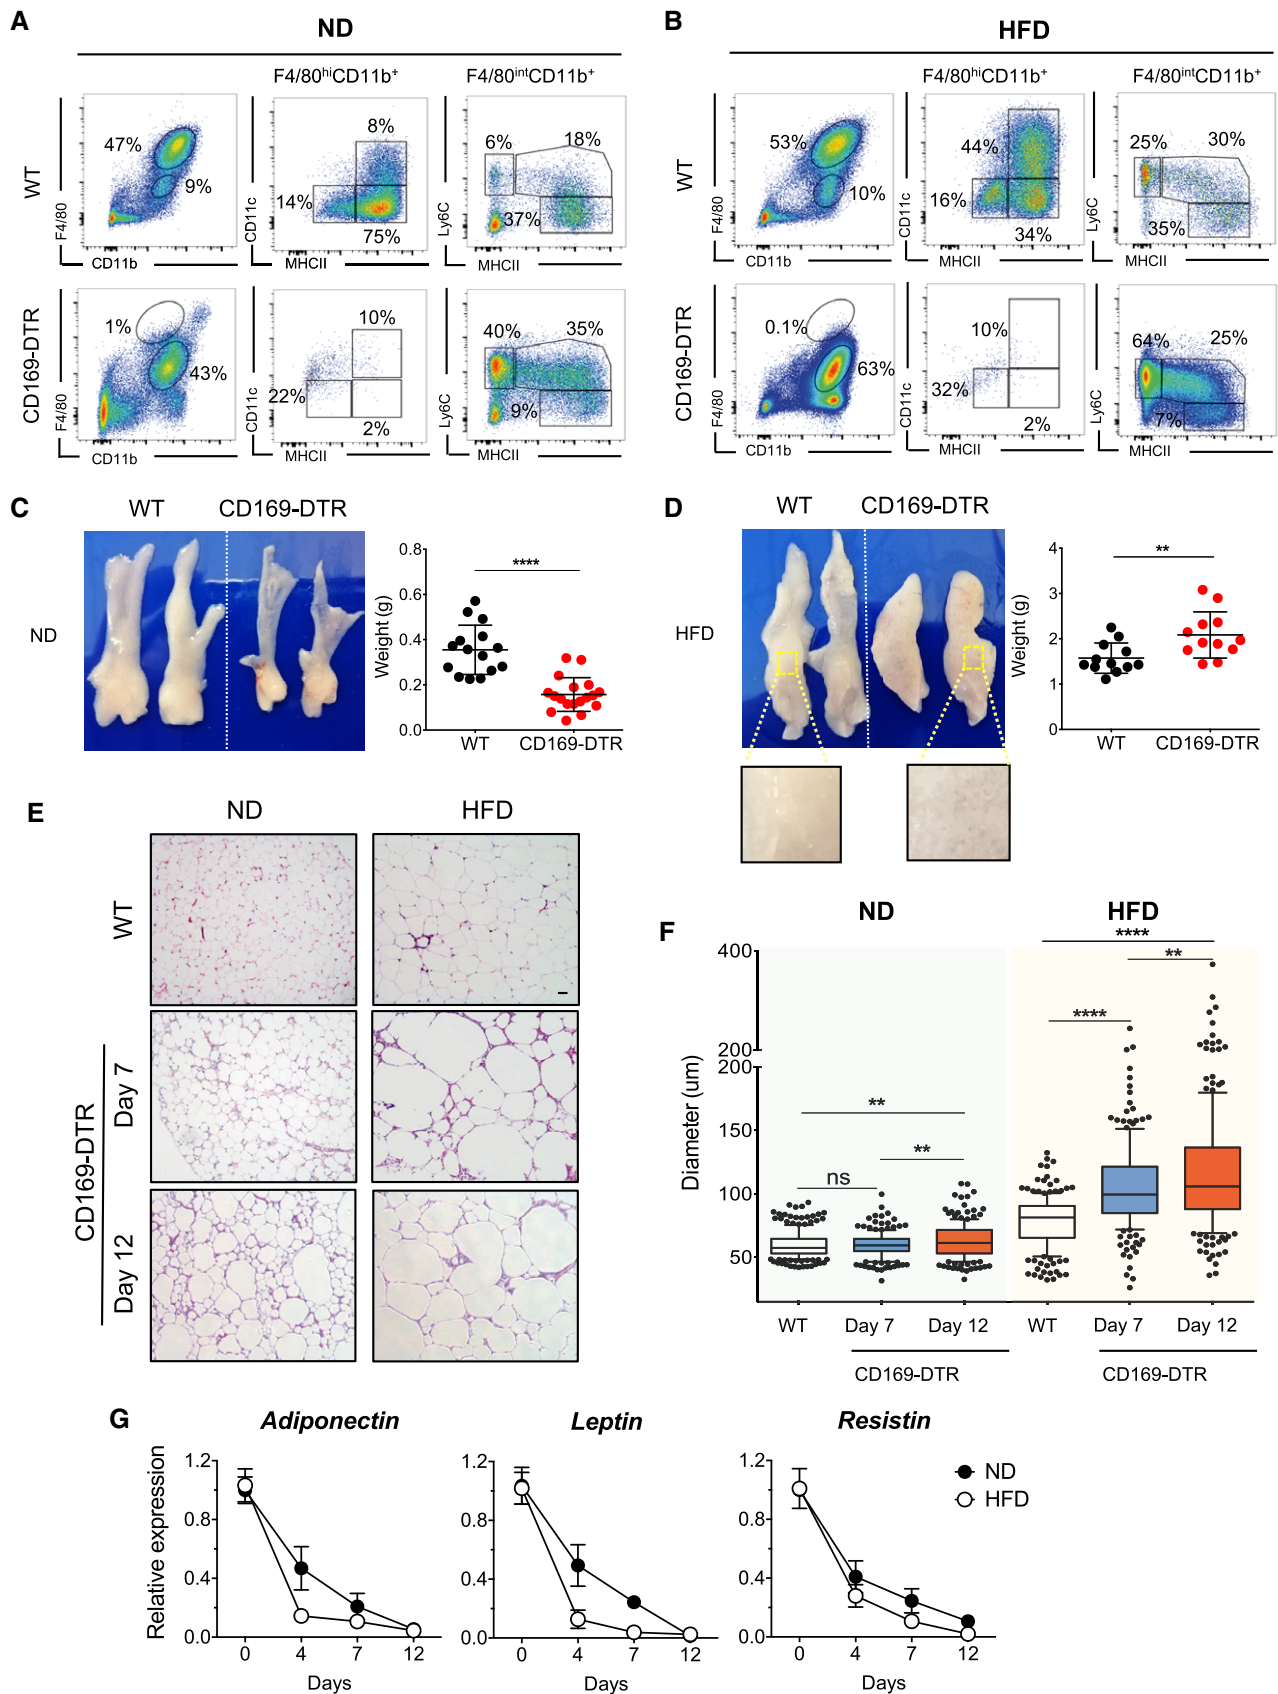 A
ND
F4/80hiCD11b+
F4/80intCD11b+
WT
F4/80
47%
9%
CD11b
CD11c
8%
14%
75%
MHCII
Ly6C
6%
18%
37%
MHCII
CD169-DTR
F4/80
1%
43%
CD11b
CD11c
10%
22%
2%
MHCII
Ly6C
40%
35%
9%
MHCII
B
HFD
F4/80hiCD11b+
F4/80intCD11b+
WT
F4/80
53%
10%
CD11b
CD11c
44%
16%
34%
MHCII
Ly6C
25%
30%
35%
MHCII
CD169-DTR
F4/80
0.1%
63%
CD11b
CD11c
10%
32%
2%
MHCII
Ly6C
64%
25%
7%
MHCII
C
WT
CD169-DTR
ND
Weight (g)
0.8
0.6
0.4
0.2
0.0
****
WT
CD169-DTR
D
WT
CD169-DTR
HFD
Weight (g)
4
3
2
1
0
**
WT
CD169-DTR
E
ND
HFD
WT
CD169-DTR
Day 7
Day 12
F
ND
HFD
Diameter (um)
400
200
200
150
100
50
**
**
ns
****
**
****
WT
Day 7
Day 12
WT
Day 7
Day 12
CD169-DTR
CD169-DTR
G
Adiponectin
Leptin
Resistin
Relative expression
1.2
0.8
0.4
0.0
0
4
7
12
Days
1.2
0.8
0.4
0.0
0
4
7
12
Days
1.2
0.8
0.4
0.0
0
4
7
12
Days
ND
HFD